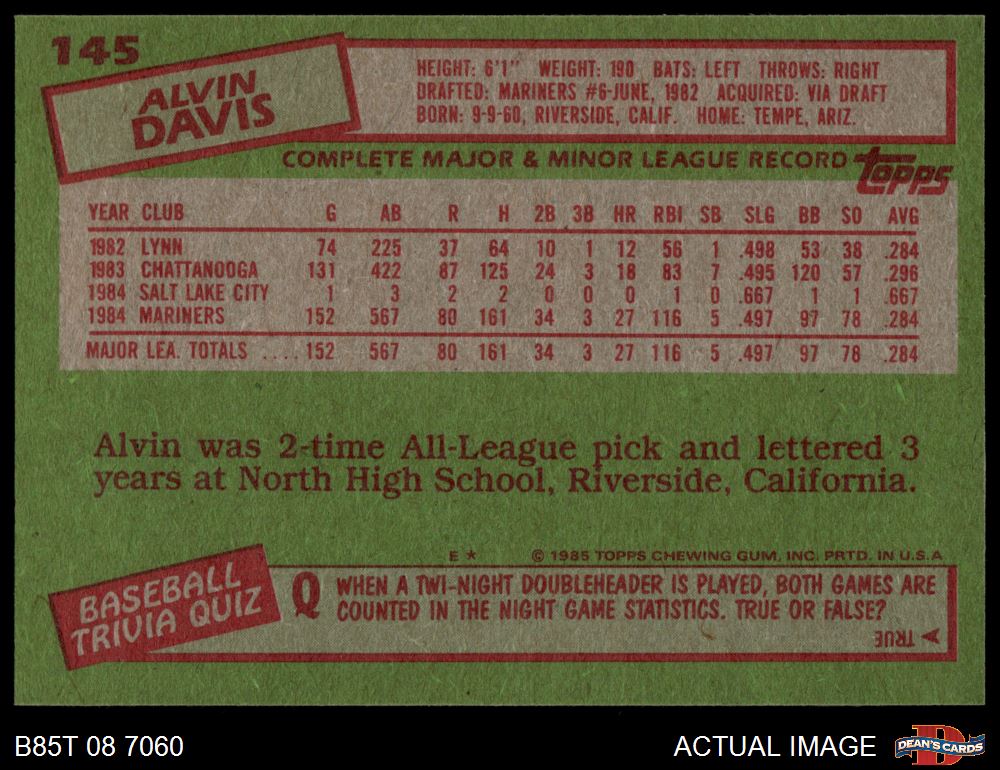 145
ALVIN
DAVIS
HEIGHT: 6'1" WEIGHT: 190 BATS: LEFT THROWS: RIGHT
DRAFTED: MARINERS #6-JUNE, 1982 ACQUIRED: VIA DRAFT
BORN: 9-9-60, RIVERSIDE, CALIF. HOME: TEMPE, ARIZ.
COMPLETE MAJOR & MINOR LEAGUE RECORD topps
YEAR CLUB G AB R H 2B 3B HR RBI SB SLG BB SO AVG
1982 LYNN 74 225 37 64 10 1 12 56 1 .498 53 38 .284
1983 CHATTANOOGA 131 422 87 125 24 3 18 83 7 .495 120 57 .296
1984 SALT LAKE CITY 1 3 2 2 0 0 0 1 0 .667 1 1 .667
1984 MARINERS 152 567 80 161 34 3 27 116 5 .497 97 78 .284
MAJOR LEA. TOTALS ....152 567 80 161 34 3 27 116 5 .497 97 78 .284
Alvin was 2-time All-League pick and lettered 3
years at North High School, Riverside, California.
E * © 1985 TOPPS CHEWING GUM, INC. PRTD. IN U.S.A
BASEBALL
TRIVIA QUIZ
Q WHEN A TWI-NIGHT DOUBLEHEADER IS PLAYED, BOTH GAMES ARE
COUNTED IN THE NIGHT GAME STATISTICS. TRUE OR FALSE?
A TRUE
B85T 08 7060
ACTUAL IMAGE
D
DEAN'S CARDS